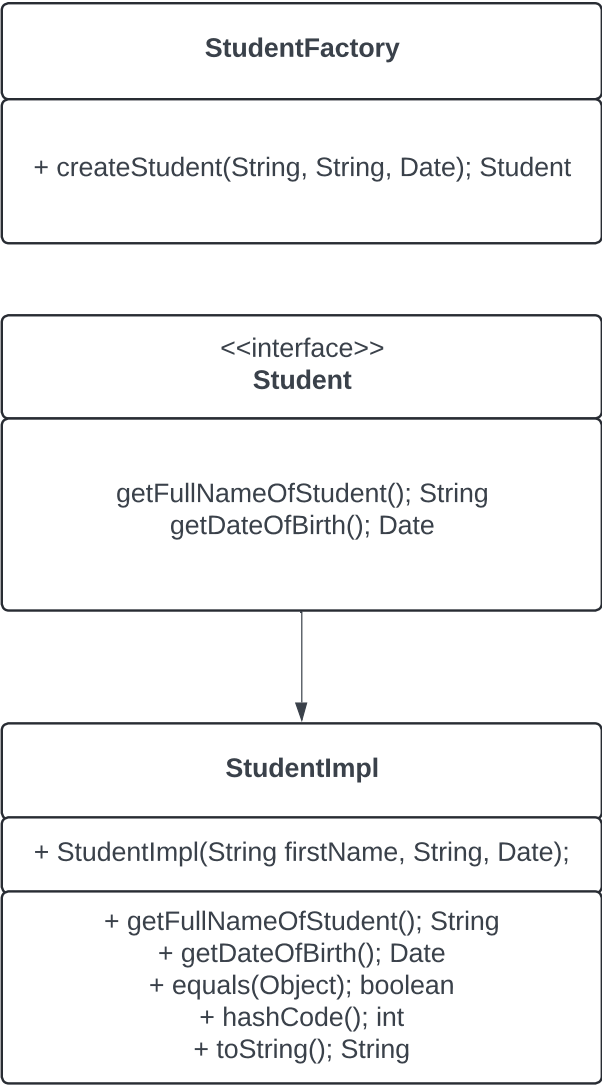 StudentFactory
+ createStudent(String, String, Date); Student
<<interface>>
Student
getFullNameOfStudent(); String
getDateOfBirth(); Date
StudentImpl
+ StudentImpl(String firstName, String, Date);
+ getFullNameOfStudent(); String
+ getDateOfBirth(); Date
+ equals(Object); boolean
+ hashCode(); int
+ toString(); String